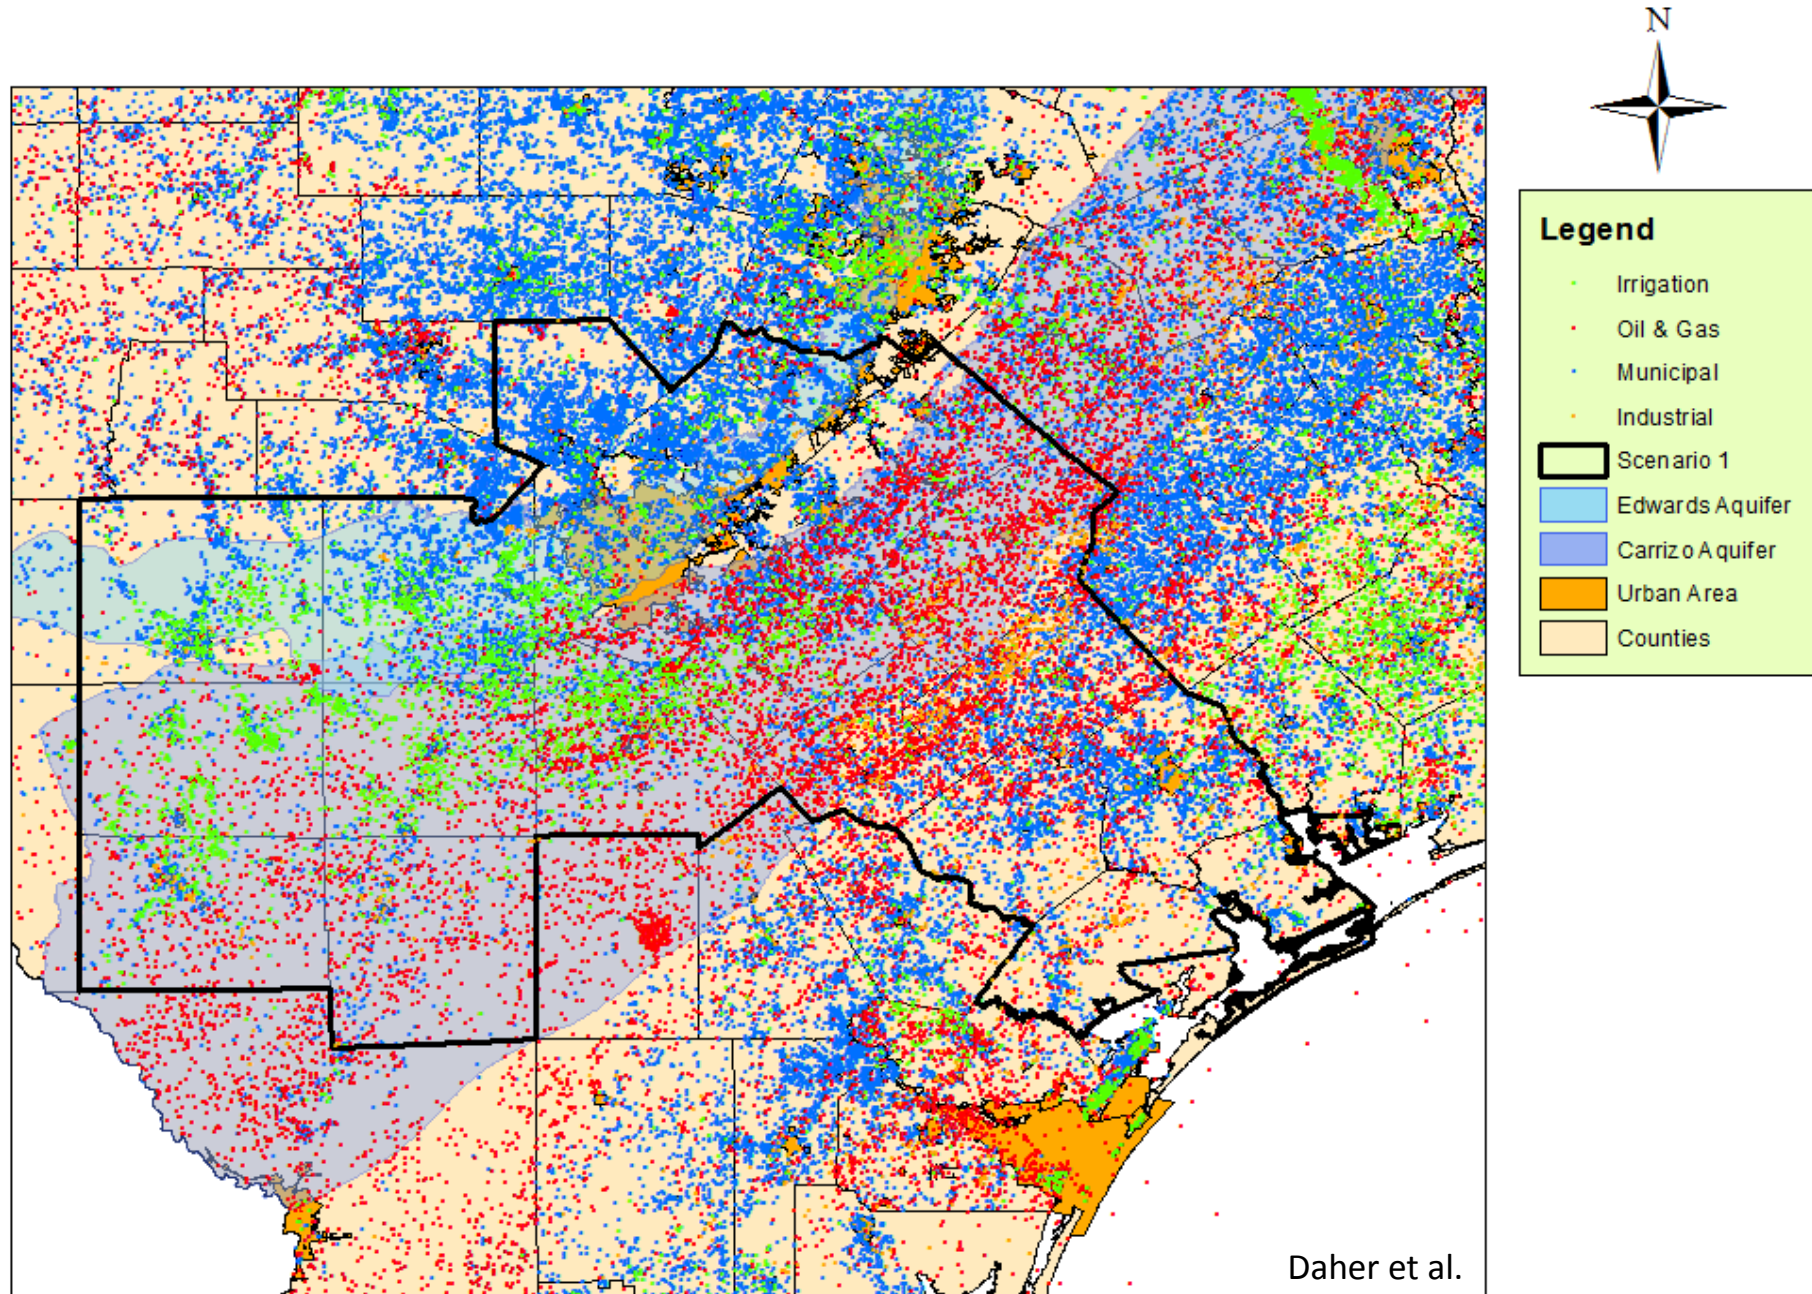 N
Legend
Irrigation
Oil & Gas
Municipal
Industrial
Scenario 1
Edwards Aquifer
Carrizo Aquifer
Urban Area
Counties
Daher et al.